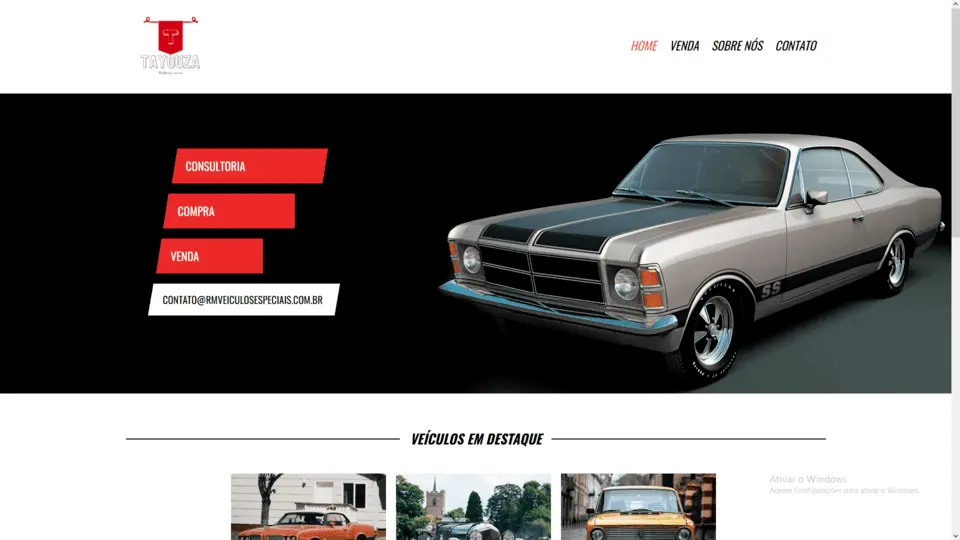 T
TAYOUZA
HOME VENDA SOBRE NÓS CONTATO
CONSULTORIA
COMPRA
VENDA
CONTATO@RMVEICULOSESPECIAIS.COM.BR
SS
VEÍCULOS EM DESTAQUE
Ativar o Windows
Acesse Configurações para ativar o Windows.